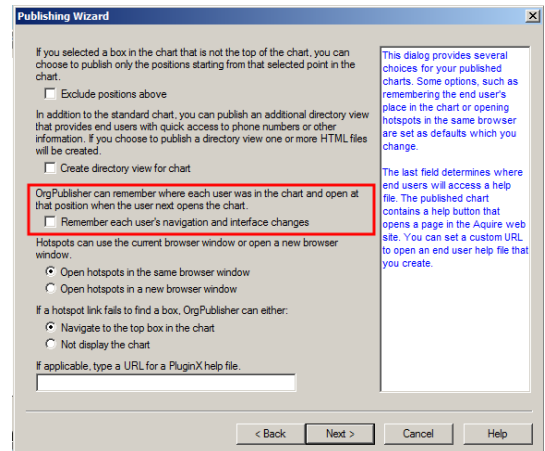 Publishing Wizard
If you selected a box in the chart that is not the top of the chart, you can
choose to publish only the positions starting from that selected point in the
chart.
Exclude positions above
In addition to the standard chart, you can publish an additional directory view
that provides end users with quick access to phone numbers or other
information. If you choose to publish a directory view one or more HTML files
will be created.
Create directory view for chart
OrgPublisher can remember where each user was in the chart and open at
that position when the user next opens the chart.
Remember each user's navigation and interface changes
Hotspots can use the current browser window or open a new browser
window.
Open hotspots in the same browser window
Open hotspots in a new browser window
If a hotspot link fails to find a box, OrgPublisher can either:
Navigate to the top box in the chart
Not display the chart
If applicable, type a URL for a PluginX help file.
This dialog provides several
choices for your published
charts. Some options, such as
remembering the end user's
place in the chart or opening
hotspots in the same browser
are set as defaults which you
change.
The last field determines where
end users will access a help
file. The published chart
contains a help button that
opens a page in the Aquire web
site. You can set a custom URL
to open an end user help file that
you create.
< Back
Next >
Cancel
Help